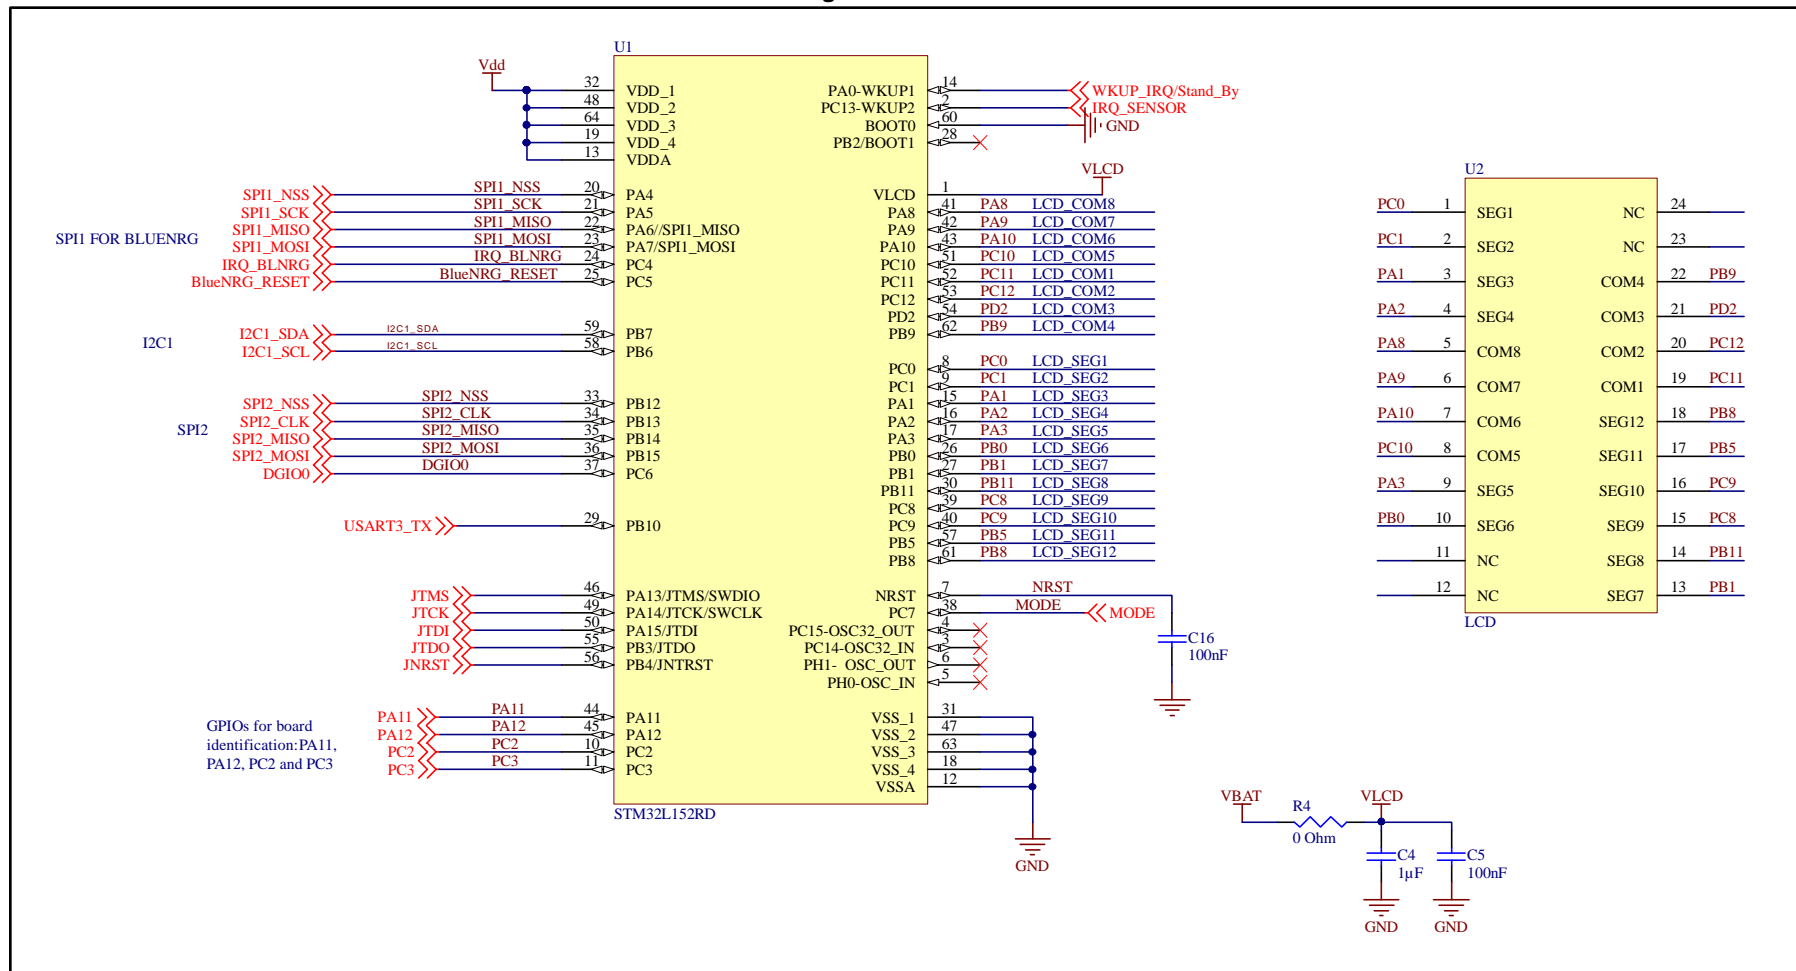 U1
Vdd
32 VDD_1
48 VDD_2
64 VDD_3
19 VDD_4
13 VDDA
SPI1 FOR BLUENRG
SPI1_NSS SPI1_NSS 20 PA4
SPI1_SCK SPI1_SCK 21 PA5
SPI1_MISO SPI1_MISO 22 PA6//SPI1_MISO
SPI1_MOSI SPI1_MOSI 23 PA7/SPI1_MOSI
IRQ_BLNRG IRQ_BLNRG 24 PC4
BlueNRG_RESET BlueNRG_RESET 25 PC5
I2C1
I2C1_SDA I2C1_SDA 59 PB7
I2C1_SCL I2C1_SCL 58 PB6
SPI2
SPI2_NSS SPI2_NSS 33 PB12
SPI2_CLK SPI2_CLK 34 PB13
SPI2_MISO SPI2_MISO 35 PB14
SPI2_MOSI SPI2_MOSI 36 PB15
DGIO0 DGIO0 37 PC6
USART3_TX 29 PB10
JTMS 46 PA13/JTMS/SWDIO
JTCK 49 PA14/JTCK/SWCLK
JTDI 50 PA15/JTDI
JTDO 55 PB3/JTDO
JNRST 56 PB4/JNTRST
GPIOs for board
identification:PA11,
PA12, PC2 and PC3
PA11 PA11 44 PA11
PA12 PA12 45 PA12
PC2 PC2 10 PC2
PC3 PC3 11 PC3
STM32L152RD
PA0-WKUP1 14 WKUP_IRQ/Stand_By
PC13-WKUP2 2 IRQ_SENSOR
BOOT0 60 GND
PB2/BOOT1 28
VLCD
VLCD 1
PA8 41 PA8 LCD_COM8
PA9 42 PA9 LCD_COM7
PA10 43 PA10 LCD_COM6
PC10 51 PC10 LCD_COM5
PC11 52 PC11 LCD_COM1
PC12 53 PC12 LCD_COM2
PD2 54 PD2 LCD_COM3
PB9 62 PB9 LCD_COM4
PC0 8 PC0 LCD_SEG1
PC1 9 PC1 LCD_SEG2
PA1 15 PA1 LCD_SEG3
PA2 16 PA2 LCD_SEG4
PA3 17 PA3 LCD_SEG5
PB0 26 PB0 LCD_SEG6
PB1 27 PB1 LCD_SEG7
PB11 30 PB11 LCD_SEG8
PC8 39 PC8 LCD_SEG9
PC9 40 PC9 LCD_SEG10
PB5 57 PB5 LCD_SEG11
PB8 61 PB8 LCD_SEG12
NRST 7 NRST
PC7 38 MODE MODE
PC15-OSC32_OUT 4
PC14-OSC32_IN 3
PH1- OSC_OUT 6
PH0-OSC_IN 5
C16
100nF
VSS_1 31
VSS_2 47
VSS_3 63
VSS_4 18
VSSA 12
GND
U2
PC0 1 SEG1 NC 24
PC1 2 SEG2 NC 23
PA1 3 SEG3 COM4 22 PB9
PA2 4 SEG4 COM3 21 PD2
PA8 5 COM8 COM2 20 PC12
PA9 6 COM7 COM1 19 PC11
PA10 7 COM6 SEG12 18 PB8
PC10 8 COM5 SEG11 17 PB5
PA3 9 SEG5 SEG10 16 PC9
PB0 10 SEG6 SEG9 15 PC8
11 NC SEG8 14 PB11
12 NC SEG7 13 PB1
LCD
VBAT R4 VLCD
0 Ohm
C4 C5
1µF 100nF
GND GND